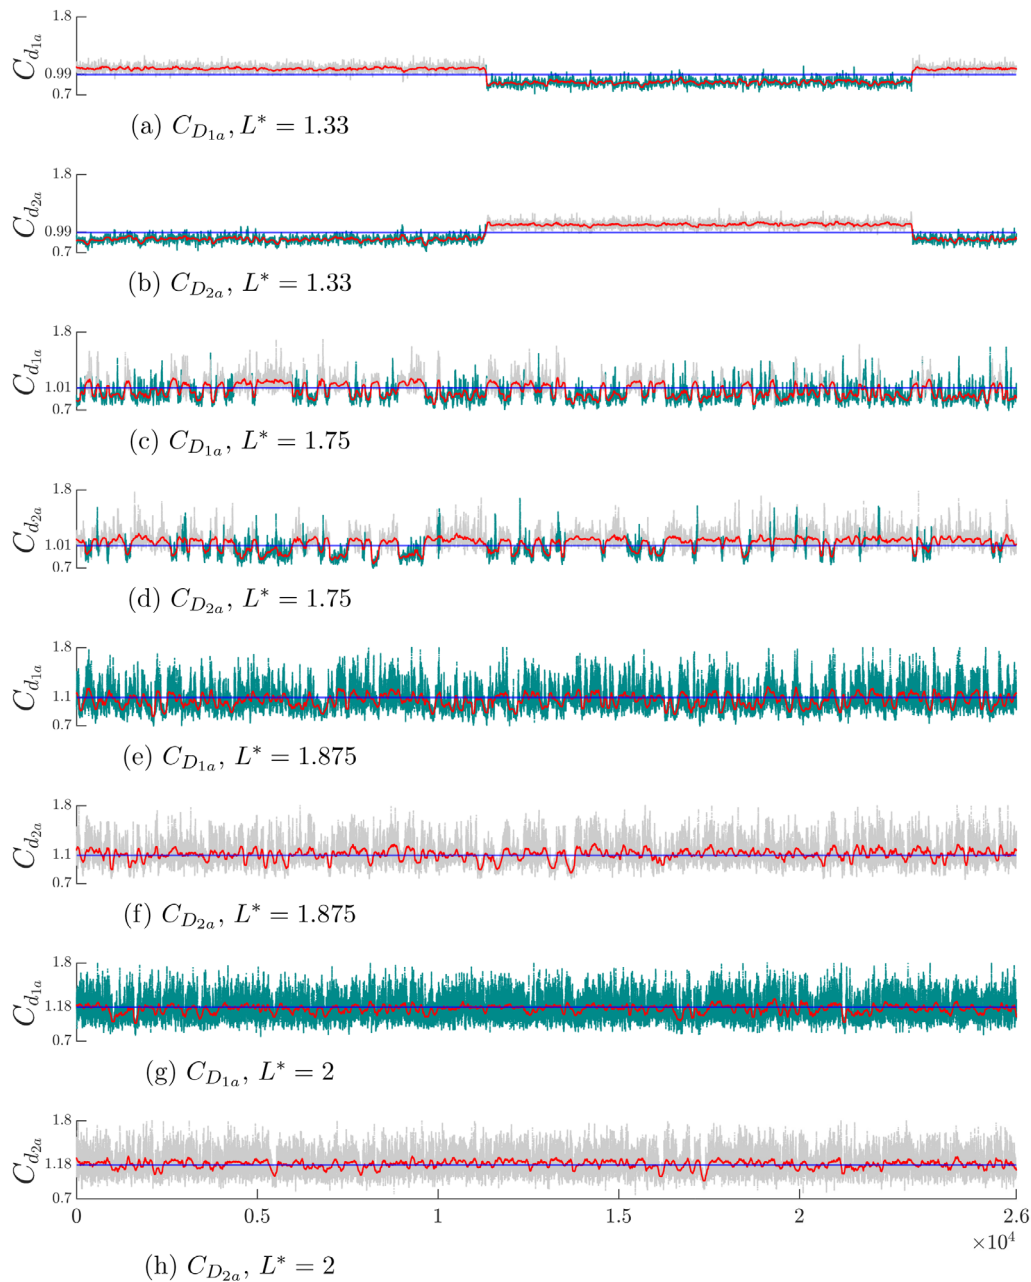 1.8
C_{d_{1a}}
0.99
0.7
(a) C_{D_{1a}}, L* = 1.33
1.8
C_{d_{2a}}
0.99
0.7
(b) C_{D_{2a}}, L* = 1.33
1.8
C_{d_{1a}}
1.01
0.7
(c) C_{D_{1a}}, L* = 1.75
1.8
C_{d_{2a}}
1.01
0.7
(d) C_{D_{2a}}, L* = 1.75
1.8
C_{d_{1a}}
1.1
0.7
(e) C_{D_{1a}}, L* = 1.875
1.8
C_{d_{2a}}
1.1
0.7
(f) C_{D_{2a}}, L* = 1.875
1.8
C_{d_{1a}}
1.18
0.7
(g) C_{D_{1a}}, L* = 2
1.8
C_{d_{2a}}
1.18
0.7
0 0.5 1 1.5 2 2.6
×10^4
(h) C_{D_{2a}}, L* = 2